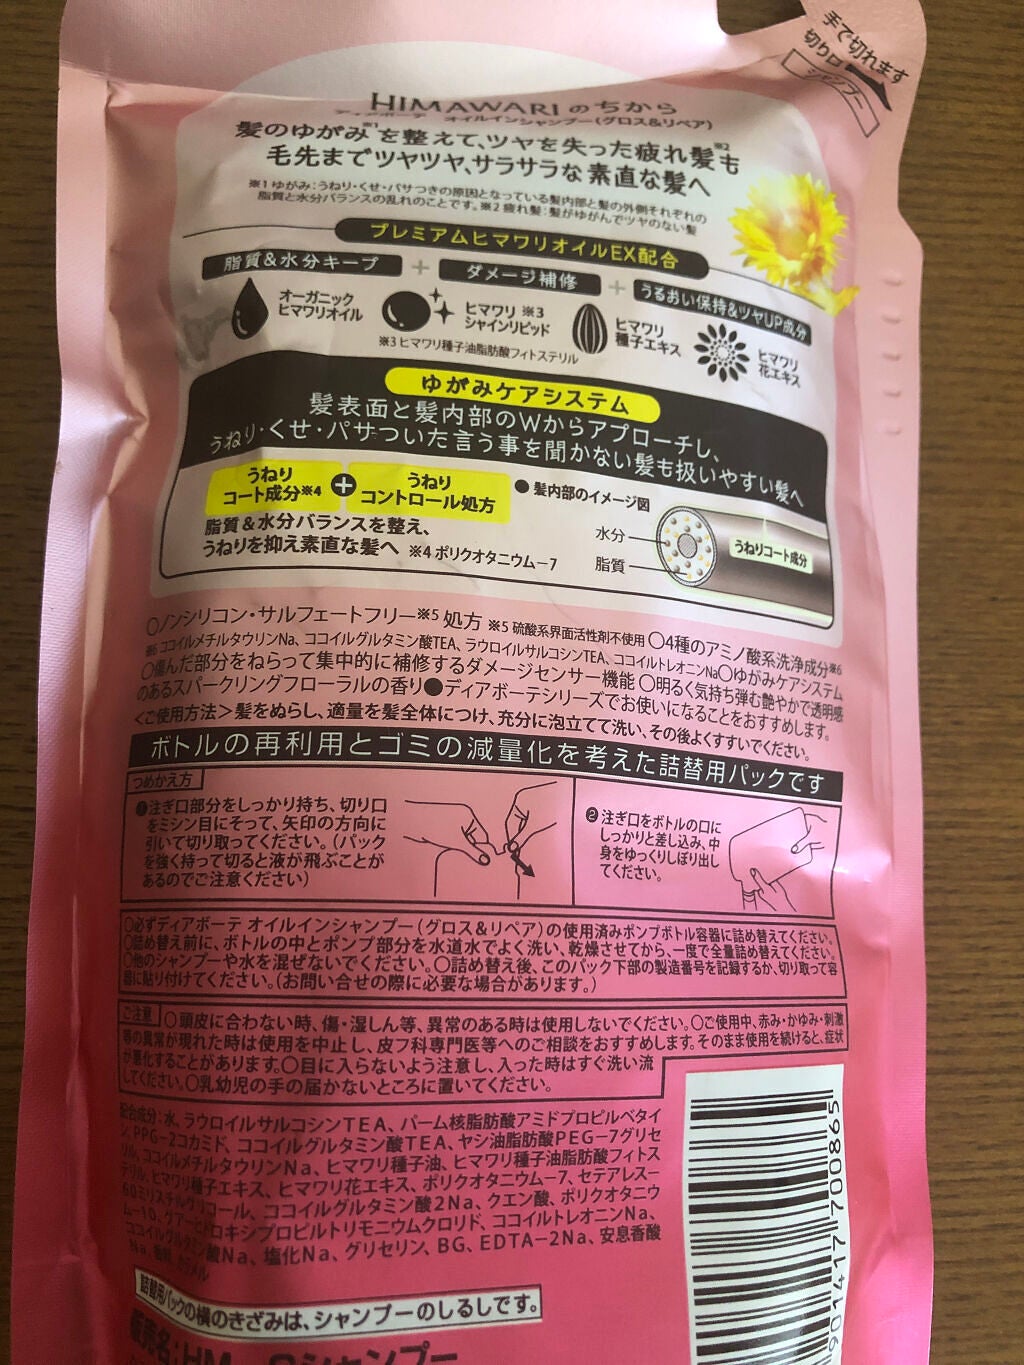 手で切れます
切り口
シャンプー
HIMAWARIのちから
ディアボーテ オイルインシャンプー(グロス&リペア)
髪のゆがみ※1を整えて、ツヤを失った疲れ髪※2も
毛先までツヤツヤ、サラサラな素直な髪へ
※1 ゆがみ:うねり・くせ・パサつきの原因となっている髪内部と髪の外側それぞれの
脂質と水分バランスの乱れのことです。※2 疲れ髪:髪がゆがんでツヤのない髪
プレミアムヒマワリオイルEX配合
脂質&水分キープ + ダメージ補修 + うるおい保持&ツヤUP成分
オーガニック
ヒマワリオイル
ヒマワリ ※3
シャインリピッド
ヒマワリ
種子エキス
ヒマワリ
花エキス
※3 ヒマワリ種子油脂肪酸フィトステリル
ゆがみケアシステム
髪表面と髪内部のWからアプローチし、
うねり・くせ・パサついた言う事を聞かない髪も扱いやすい髪へ
うねり
コート成分※4
+
うねり
コントロール処方
●髪内部のイメージ図
水分
脂質
うねりコート成分
脂質&水分バランスを整え、
うねりを抑え素直な髪へ ※4 ポリクオタニウム−7
○ノンシリコン・サルフェートフリー※5処方 ※5 硫酸系界面活性剤不使用 ○4種のアミノ酸系洗浄成分※6
※6 ココイルメチルタウリンNa、ココイルグルタミン酸TEA、ラウロイルサルコシンTEA、ココイルトレオニンNa○ゆがみケアシステム
○傷んだ部分をねらって集中的に補修するダメージセンサー機能 ○明るく気持ち弾む艶やかで透明感
のあるスパークリングフローラルの香り●ディアボーテシリーズでお使いになることをおすすめします。
<ご使用方法>髪をぬらし、適量を髪全体につけ、充分に泡立てて洗い、その後よくすすいでください。
ボトルの再利用とゴミの減量化を考えた詰替用パックです
つめかえ方
❶注ぎ口部分をしっかり持ち、切り口
をミシン目にそって、矢印の方向に
引いて切り取ってください。(パック
を強く持って切ると液が飛ぶことが
あるのでご注意ください)
❷注ぎ口をボトルの口に
しっかりと差し込み、中
身をゆっくりしぼり出し
てください。
○必ずディアボーテ オイルインシャンプー(グロス&リペア)の使用済みポンプボトル容器に詰め替えてください。
○詰め替え前に、ボトルの中とポンプ部分を水道水でよく洗い、乾燥させてから、一度で全量詰め替えてください。
○他のシャンプーや水を混ぜないでください。○詰め替え後、このパック下部の製造番号を記録するか、切り取って容
器に貼り付けてください。(お問い合せの際に必要な場合があります。)
ご注意 ○頭皮に合わない時、傷・湿しん等、異常のある時は使用しないでください。○ご使用中、赤み・かゆみ・刺激
等の異常が現れた時は使用を中止し、皮フ科専門医等へのご相談をおすすめします。そのまま使用を続けると、症状
が悪化することがあります。○目に入らないよう注意し、入った時はすぐ洗い流
してください。○乳幼児の手の届かないところに置いてください。
配合成分:水、ラウロイルサルコシンTEA、パーム核脂肪酸アミドプロピルベタイ
ン、PPG−2コカミド、ココイルグルタミン酸TEA、ヤシ油脂肪酸PEG−7グリセ
リル、ココイルメチルタウリンNa、ヒマワリ種子油、ヒマワリ種子油脂肪酸フィトス
テリル、ヒマワリ種子エキス、ヒマワリ花エキス、ポリクオタニウム−7、セテアレス−
60ミリスチルグリコール、ココイルグルタミン酸2Na、クエン酸、ポリクオタニウ
ム−10、グアーヒドロキシプロピルトリモニウムクロリド、ココイルトレオニンNa、
ココイルグルタミン酸Na、塩化Na、グリセリン、BG、EDTA−2Na、安息香酸
Na、香料、カラメル
詰替用パックの横のきざみは、シャンプーのしるしです。
販売名:HM
シャンプー
901417 700865